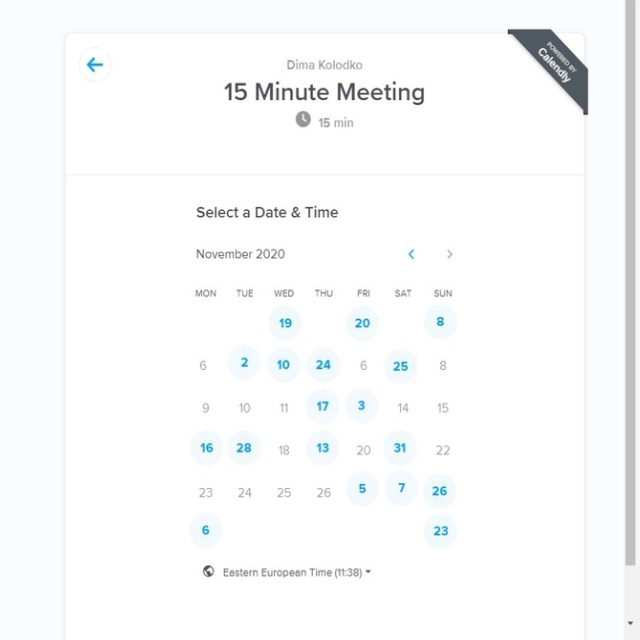 POWERED BY
Calendly
Dima Kolodko
15 Minute Meeting
15 min
Select a Date & Time
November 2020
MON TUE WED THU FRI SAT SUN
19 20 8
6 2 10 24 6 25 8
9 10 11 17 3 14 15
16 28 18 13 20 31 22
23 24 25 26 5 7 26
6 23
Eastern European Time (11:38)